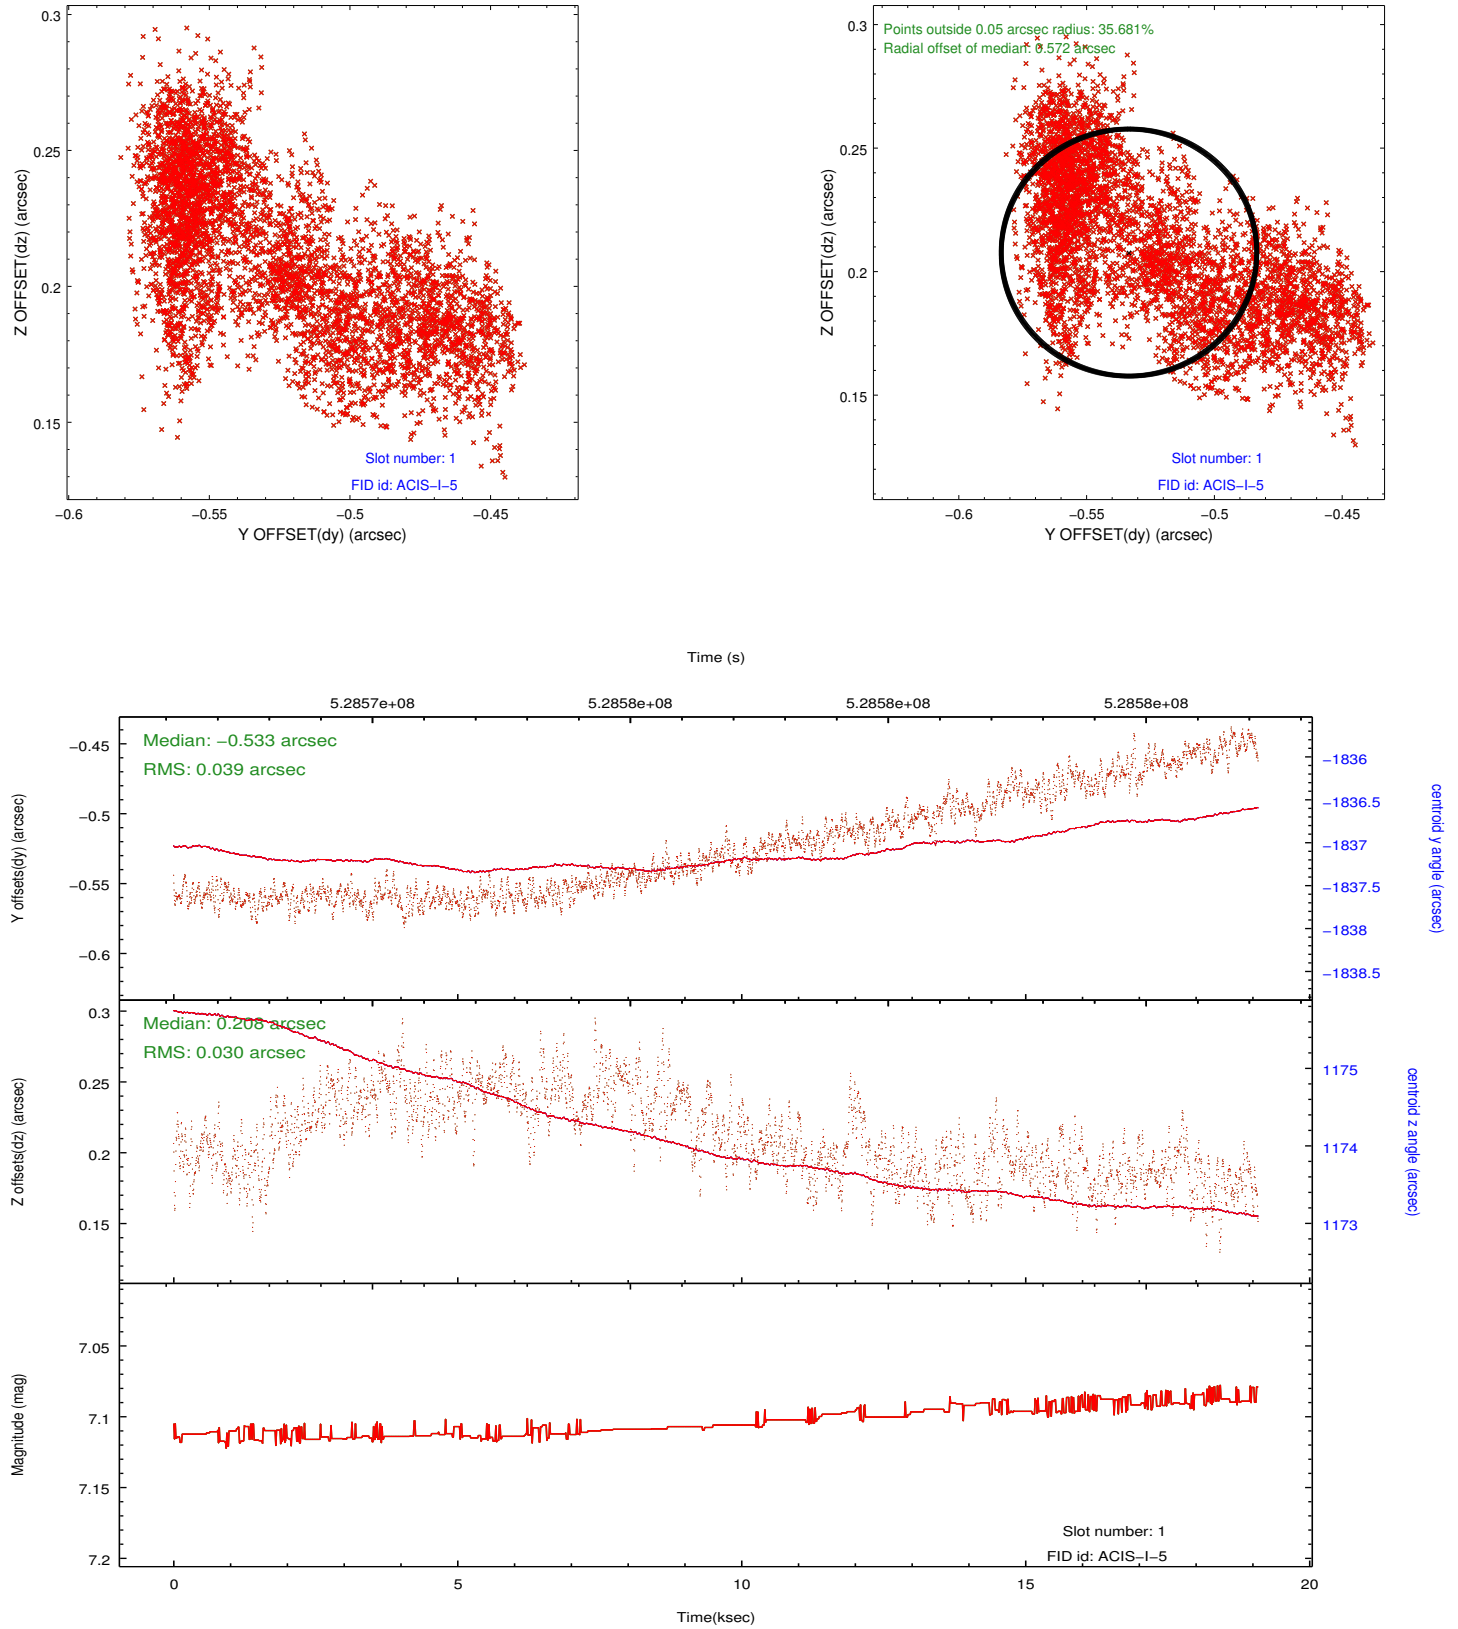 0.3
0.25
0.2
0.15
Z OFFSET(dz) (arcsec)
Slot number: 1
FID id: ACIS−I−5
−0.6
−0.55
−0.5
−0.45
Y OFFSET(dy) (arcsec)
Points outside 0.05 arcsec radius: 35.681%
Radial offset of median: 0.572 arcsec
0.3
0.25
0.2
0.15
Z OFFSET(dz) (arcsec)
Slot number: 1
FID id: ACIS−I−5
−0.6
−0.55
−0.5
−0.45
Y OFFSET(dy) (arcsec)
Time (s)
5.2857e+08
5.2858e+08
5.2858e+08
5.2858e+08
Median: −0.533 arcsec
RMS: 0.039 arcsec
−0.45
−0.5
−0.55
−0.6
Y offsets(dy) (arcsec)
−1836
−1836.5
−1837
−1837.5
−1838
−1838.5
centroid y angle (arcsec)
Median: 0.208 arcsec
RMS: 0.030 arcsec
0.3
0.25
0.2
0.15
Z offsets(dz) (arcsec)
1175
1174
1173
centroid z angle (arcsec)
7.05
7.1
7.15
7.2
Magnitude (mag)
Slot number: 1
FID id: ACIS−I−5
0
5
10
15
20
Time(ksec)